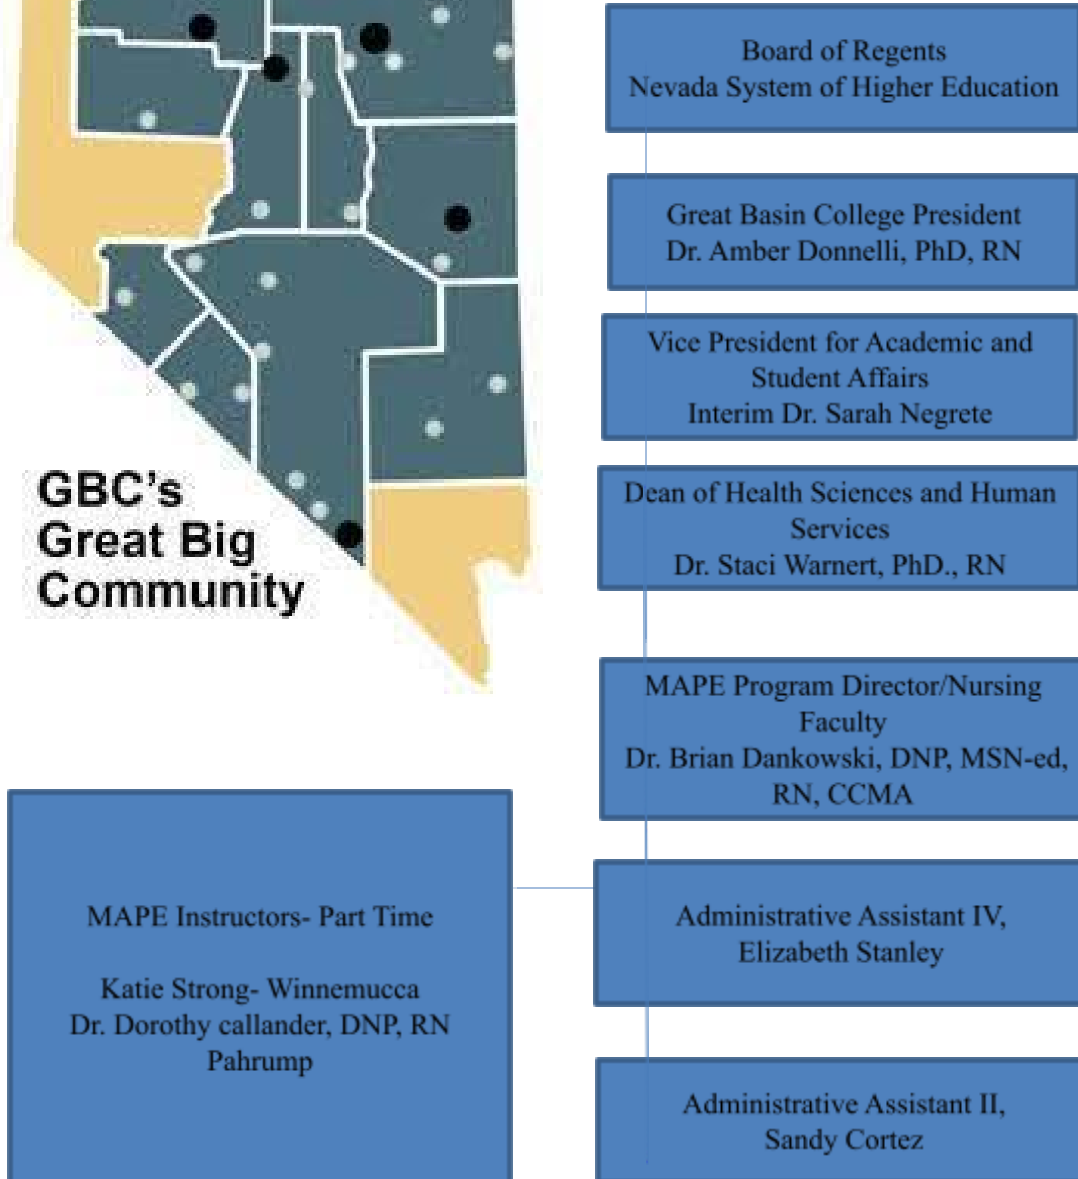 GBC's
Great Big
Community
Board of Regents
Nevada System of Higher Education
Great Basin College President
Dr. Amber Donnelli, PhD, RN
Vice President for Academic and
Student Affairs
Interim Dr. Sarah Negrete
Dean of Health Sciences and Human
Services
Dr. Staci Warnert, PhD., RN
MAPE Program Director/Nursing
Faculty
Dr. Brian Dankowski, DNP, MSN-ed,
RN, CCMA
MAPE Instructors- Part Time
Katie Strong- Winnemucca
Dr. Dorothy callander, DNP, RN
Pahrump
Administrative Assistant IV,
Elizabeth Stanley
Administrative Assistant II,
Sandy Cortez